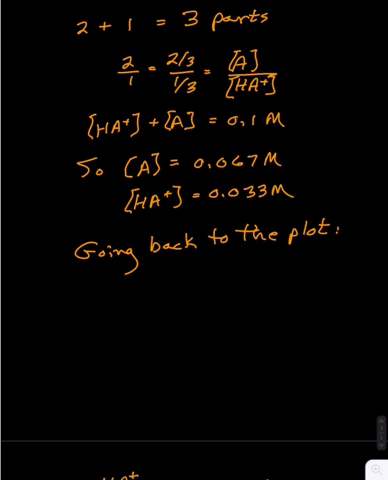 2 + 1 = 3 parts
2/1 = (2/3)/(1/3) = [A]/[HA+]
[HA+] + [A] = 0.1 M
So [A] = 0.067 M
[HA+] = 0.033 M
Going back to the plot: